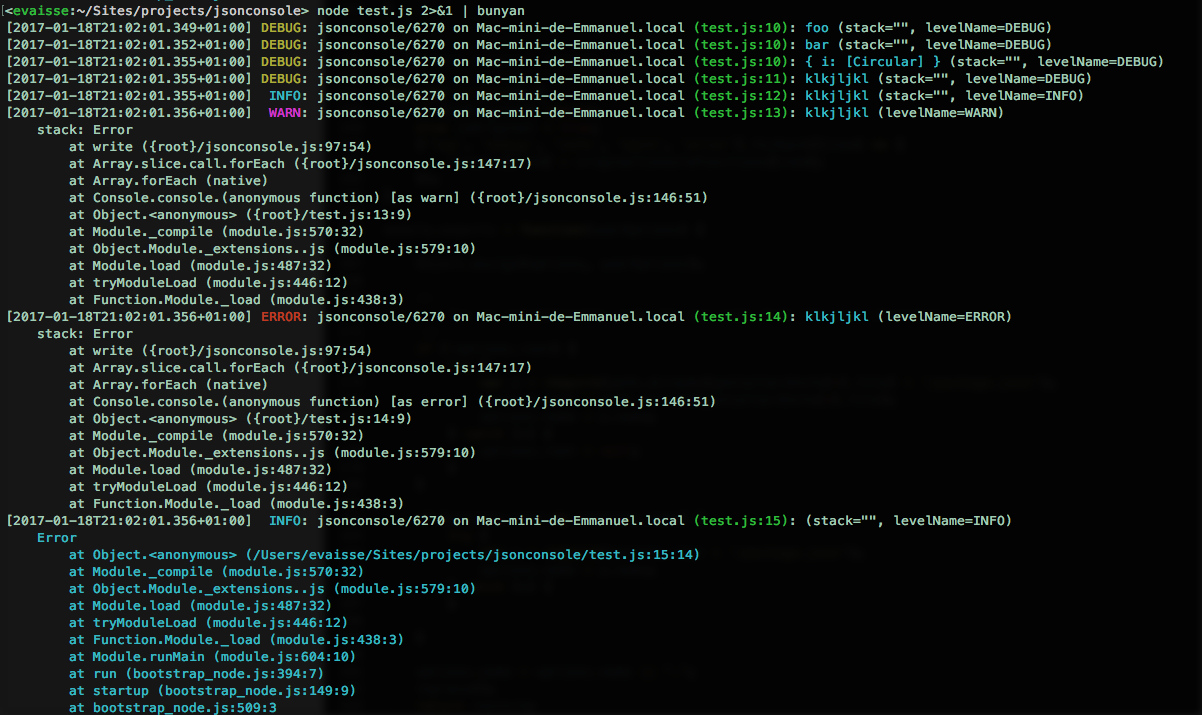 [<evaisse:~/Sites/projects/jsonconsole> node test.js 2>&1 | bunyan
[2017-01-18T21:02:01.349+01:00] DEBUG: jsonconsole/6270 on Mac-mini-de-Emmanuel.local (test.js:10): foo (stack="", levelName=DEBUG)
[2017-01-18T21:02:01.352+01:00] DEBUG: jsonconsole/6270 on Mac-mini-de-Emmanuel.local (test.js:10): bar (stack="", levelName=DEBUG)
[2017-01-18T21:02:01.355+01:00] DEBUG: jsonconsole/6270 on Mac-mini-de-Emmanuel.local (test.js:10): { i: [Circular] } (stack="", levelName=DEBUG)
[2017-01-18T21:02:01.355+01:00] DEBUG: jsonconsole/6270 on Mac-mini-de-Emmanuel.local (test.js:11): klkjljkl (stack="", levelName=DEBUG)
[2017-01-18T21:02:01.355+01:00]  INFO: jsonconsole/6270 on Mac-mini-de-Emmanuel.local (test.js:12): klkjljkl (stack="", levelName=INFO)
[2017-01-18T21:02:01.356+01:00]  WARN: jsonconsole/6270 on Mac-mini-de-Emmanuel.local (test.js:13): klkjljkl (levelName=WARN)
    stack: Error
        at write ({root}/jsonconsole.js:97:54)
        at Array.slice.call.forEach ({root}/jsonconsole.js:147:17)
        at Array.forEach (native)
        at Console.console.(anonymous function) [as warn] ({root}/jsonconsole.js:146:51)
        at Object.<anonymous> ({root}/test.js:13:9)
        at Module._compile (module.js:570:32)
        at Object.Module._extensions..js (module.js:579:10)
        at Module.load (module.js:487:32)
        at tryModuleLoad (module.js:446:12)
        at Function.Module._load (module.js:438:3)
[2017-01-18T21:02:01.356+01:00] ERROR: jsonconsole/6270 on Mac-mini-de-Emmanuel.local (test.js:14): klkjljkl (levelName=ERROR)
    stack: Error
        at write ({root}/jsonconsole.js:97:54)
        at Array.slice.call.forEach ({root}/jsonconsole.js:147:17)
        at Array.forEach (native)
        at Console.console.(anonymous function) [as error] ({root}/jsonconsole.js:146:51)
        at Object.<anonymous> ({root}/test.js:14:9)
        at Module._compile (module.js:570:32)
        at Object.Module._extensions..js (module.js:579:10)
        at Module.load (module.js:487:32)
        at tryModuleLoad (module.js:446:12)
        at Function.Module._load (module.js:438:3)
[2017-01-18T21:02:01.356+01:00]  INFO: jsonconsole/6270 on Mac-mini-de-Emmanuel.local (test.js:15): (stack="", levelName=INFO)
    Error
        at Object.<anonymous> (/Users/evaisse/Sites/projects/jsonconsole/test.js:15:14)
        at Module._compile (module.js:570:32)
        at Object.Module._extensions..js (module.js:579:10)
        at Module.load (module.js:487:32)
        at tryModuleLoad (module.js:446:12)
        at Function.Module._load (module.js:438:3)
        at Module.runMain (module.js:604:10)
        at run (bootstrap_node.js:394:7)
        at startup (bootstrap_node.js:149:9)
        at bootstrap_node.js:509:3